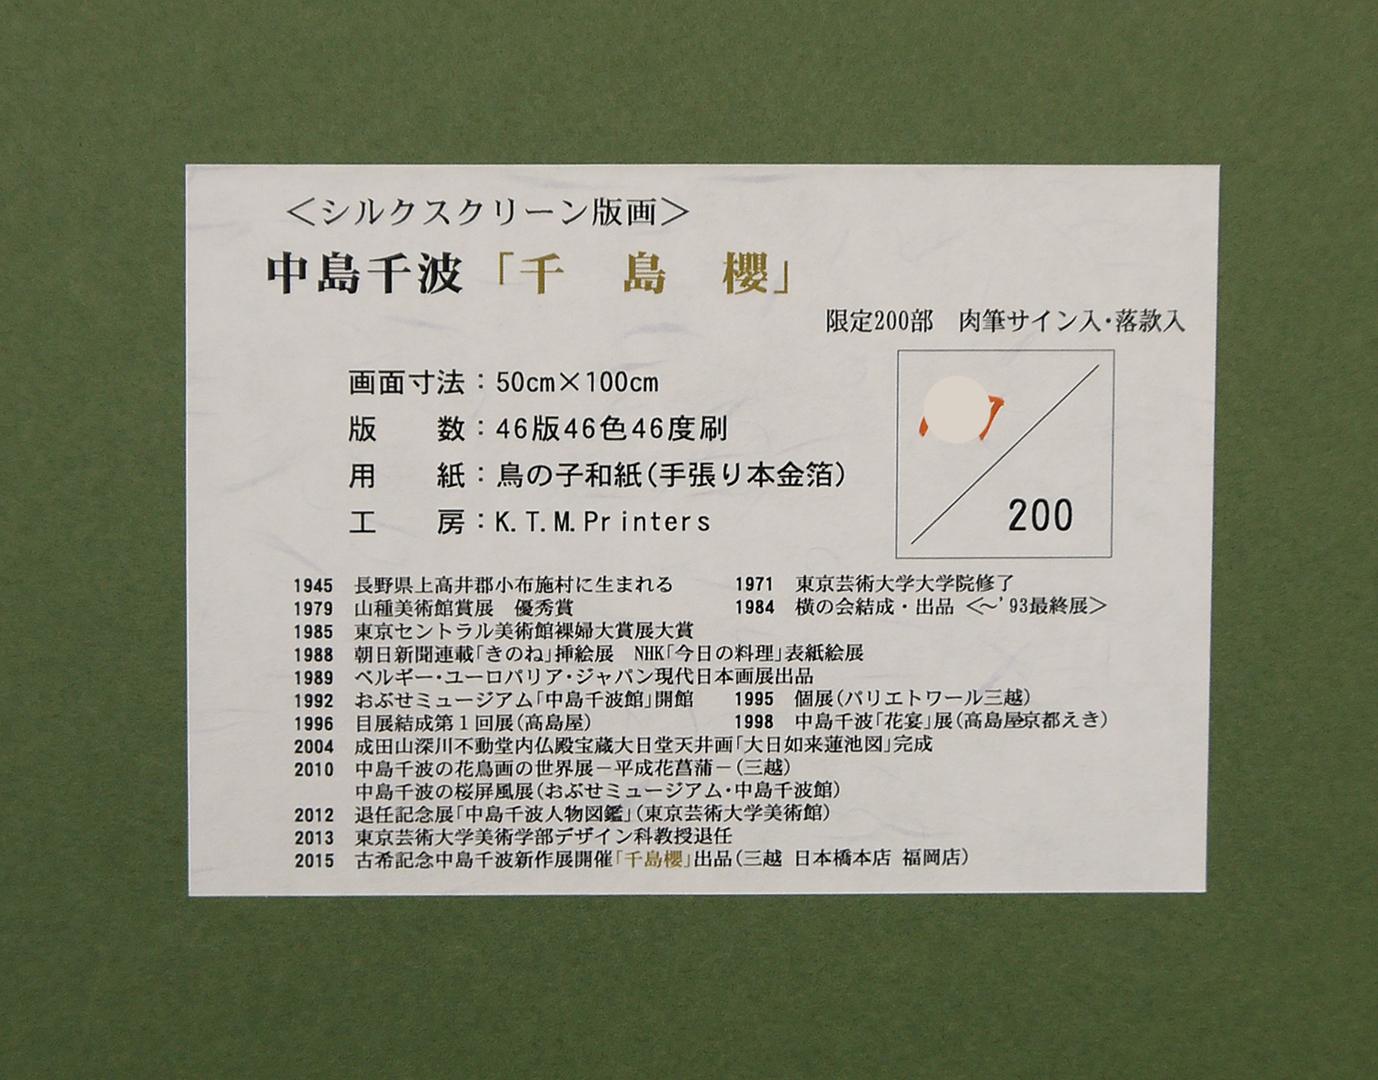 ＜シルクスクリーン版画＞
中島千波「千　島　櫻」
限定200部　肉筆サイン入･落款入
画面寸法：50cm×100cm
版　　数：46版46色46度刷
用　　紙：鳥の子和紙(手張り本金箔)
工　　房：K.T.M.Printers
200
1945　長野県上高井郡小布施村に生まれる　1971　東京芸術大学大学院修了
1979　山種美術館賞展　優秀賞　1984　横の会結成・出品 ＜～'93最終展＞
1985　東京セントラル美術館裸婦大賞展大賞
1988　朝日新聞連載｢きのね｣挿絵展　NHK｢今日の料理｣表紙絵展
1989　ベルギー･ユーロパリア･ジャパン現代日本画展出品
1992　おぶせミュージアム｢中島千波館｣開館　1995　個展(パリエトワール三越)
1996　目展結成第１回展(高島屋)　1998　中島千波｢花宴｣展(高島屋京都えき)
2004　成田山深川不動堂内仏殿宝蔵大日堂天井画｢大日如来蓮池図｣完成
2010　中島千波の花鳥画の世界展－平成花菖蒲－(三越)
中島千波の桜屏風展(おぶせミュージアム･中島千波館)
2012　退任記念展｢中島千波人物図鑑｣(東京芸術大学美術館)
2013　東京芸術大学美術学部デザイン科教授退任
2015　古希記念中島千波新作展開催｢千島櫻｣出品(三越 日本橋本店 福岡店)